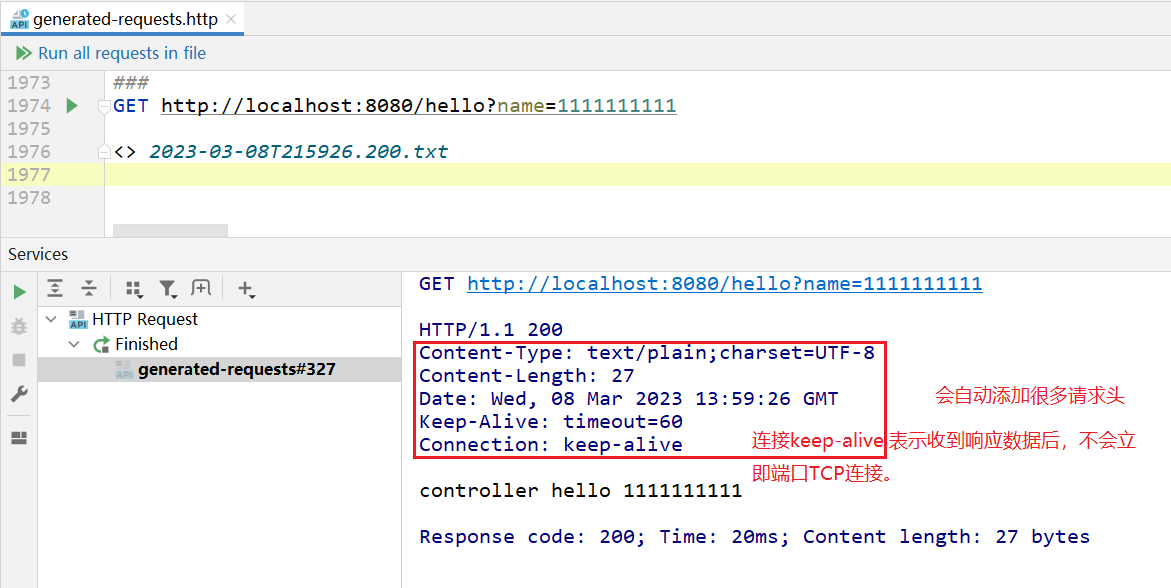 generated-requests.http
Run all requests in file
1973 ###
1974 GET http://localhost:8080/hello?name=1111111111
1975
1976 <> 2023-03-08T215926.200.txt
1977
1978
Services
HTTP Request
Finished
generated-requests#327
GET http://localhost:8080/hello?name=1111111111
HTTP/1.1 200
Content-Type: text/plain;charset=UTF-8
Content-Length: 27
Date: Wed, 08 Mar 2023 13:59:26 GMT
Keep-Alive: timeout=60
Connection: keep-alive
会自动添加很多请求头
连接keep-alive表示收到响应数据后，不会立
即端口TCP连接。
controller hello 1111111111
Response code: 200; Time: 20ms; Content length: 27 bytes